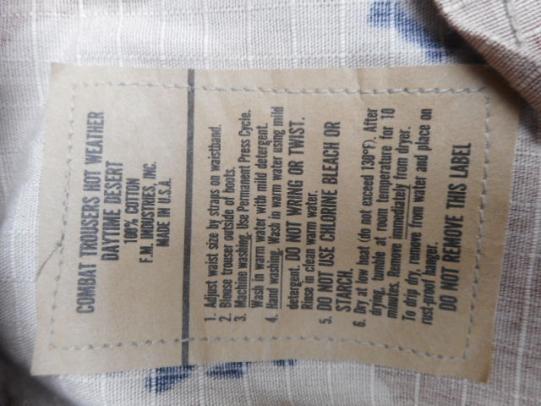 COMBAT TROUSERS HOT WEATHER
DAYTIME DESERT
100% COTTON
F.M. INDUSTRIES, INC.
MADE IN U.S.A.
1. Adjust waist size by straps on waistband.
2. Blouse trouser outside of boots.
3. Machine washing. Use Permanent Press Cycle.
Wash in warm water with mild detergent.
4. Hand washing. Wash in warm water using mild
detergent. DO NOT WRING OR TWIST.
Rinse in clean warm water.
5. DO NOT USE CHLORINE BLEACH OR
STARCH.
6. Dry at low heat (do not exceed 130°F). After
drying, tumble at room temperature for 10
minutes. Remove immediately from dryer.
To drip dry, remove from water and place on
rust-proof hanger.
DO NOT REMOVE THIS LABEL